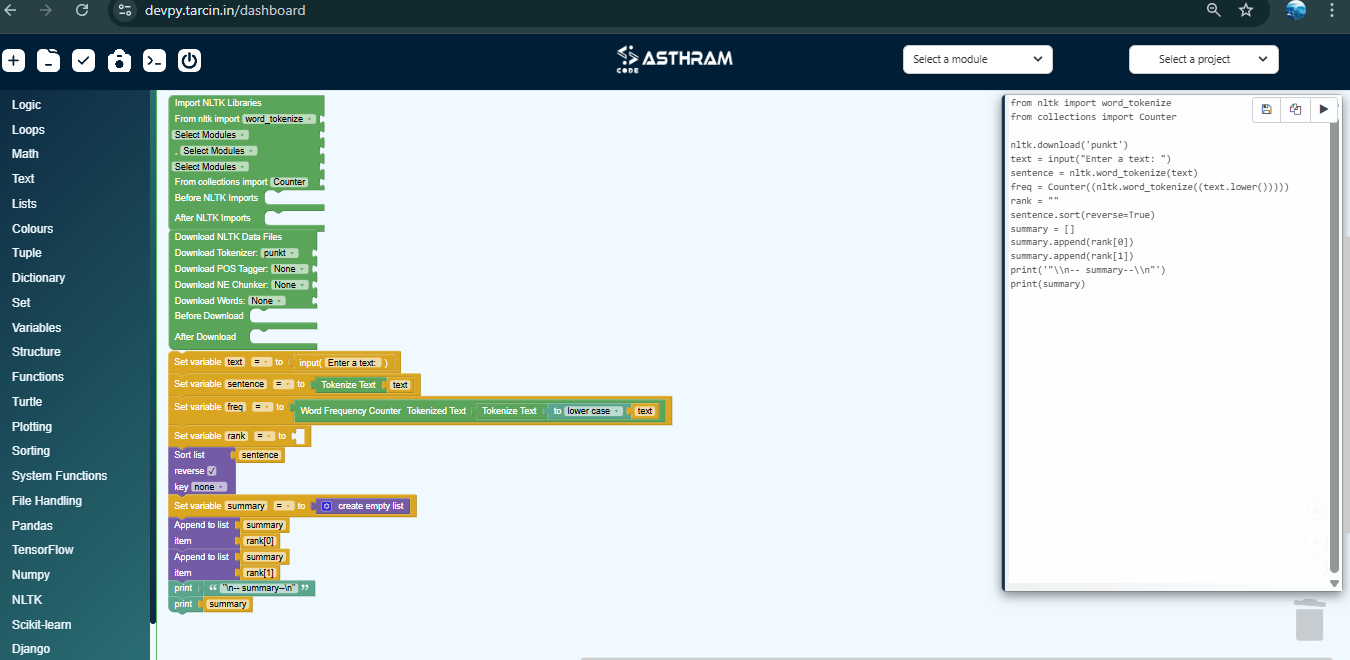 devpy.tarcin.in/dashboard
ASTHRAM
CODE
Select a module
Select a project
Logic
Loops
Math
Text
Lists
Colours
Tuple
Dictionary
Set
Variables
Structure
Functions
Turtle
Plotting
Sorting
System Functions
File Handling
Pandas
TensorFlow
Numpy
NLTK
Scikit-learn
Django
Import NLTK Libraries
From nltk import word_tokenize
Select Modules
. Select Modules
Select Modules
From collections import Counter
Before NLTK Imports
After NLTK Imports
Download NLTK Data Files
Download Tokenizer: punkt
Download POS Tagger: None
Download NE Chunker: None
Download Words: None
Before Download
After Download
Set variable text = to input( Enter a text: )
Set variable sentence = to Tokenize Text text
Set variable freq = to Word Frequency Counter Tokenized Text Tokenize Text to lower case text
Set variable rank = to
Sort list sentence
reverse
key none
Set variable summary = to create empty list
Append to list summary
item rank[0]
Append to list summary
item rank[1]
print “ "\n-- summary--\n" ”
print summary
from nltk import word_tokenize
from collections import Counter
nltk.download('punkt')
text = input("Enter a text: ")
sentence = nltk.word_tokenize(text)
freq = Counter((nltk.word_tokenize((text.lower()))))
rank = ""
sentence.sort(reverse=True)
summary = []
summary.append(rank[0])
summary.append(rank[1])
print('"\\n-- summary--\\n"')
print(summary)